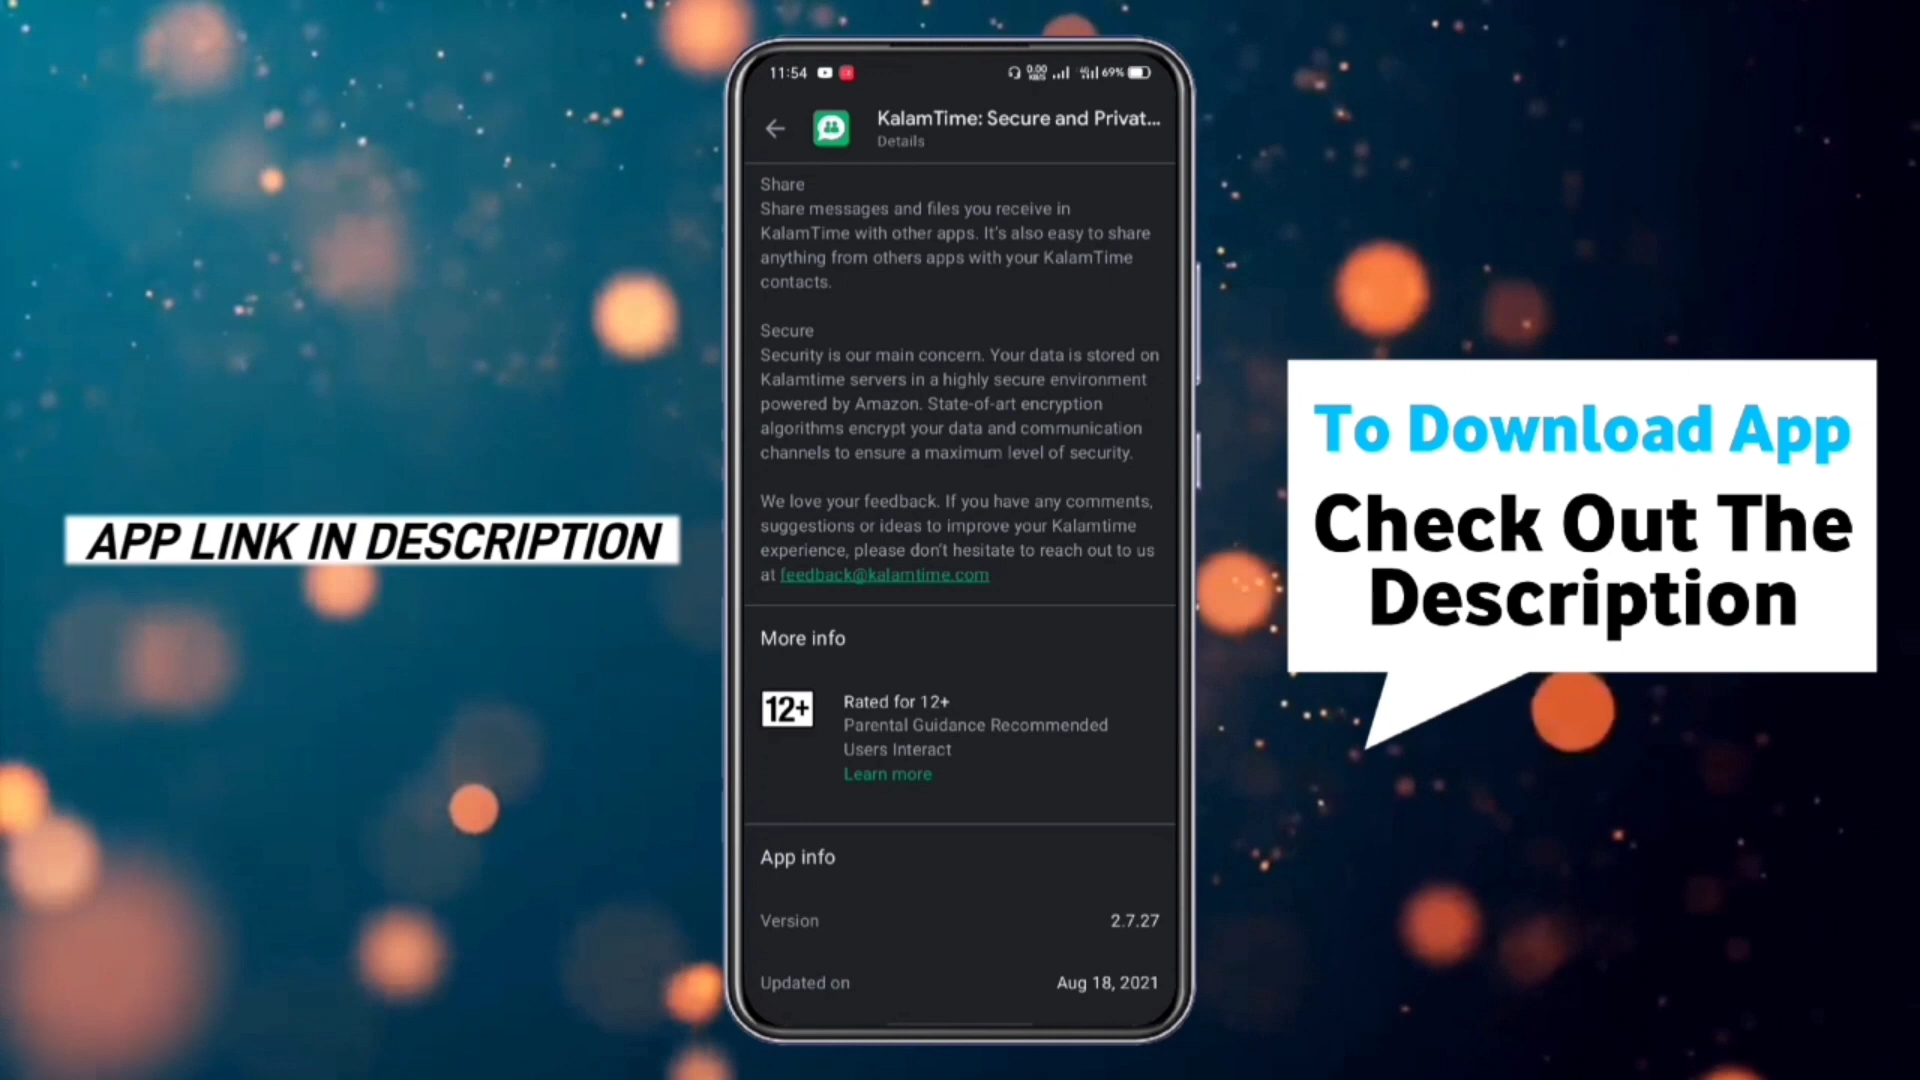 11:54
0.00 KB/S
4G
69%
KalamTime: Secure and Privat...
Details
Share
Share messages and files you receive in
KalamTime with other apps. It's also easy to share
anything from others apps with your KalamTime
contacts.
Secure
Security is our main concern. Your data is stored on
Kalamtime servers in a highly secure environment
powered by Amazon. State-of-art encryption
algorithms encrypt your data and communication
channels to ensure a maximum level of security.
We love your feedback. If you have any comments,
suggestions or ideas to improve your Kalamtime
experience, please don't hesitate to reach out to us
at feedback@kalamtime.com
More info
12+
Rated for 12+
Parental Guidance Recommended
Users Interact
Learn more
App info
Version 2.7.27
Updated on Aug 18, 2021
APP LINK IN DESCRIPTION
To Download App
Check Out The
Description